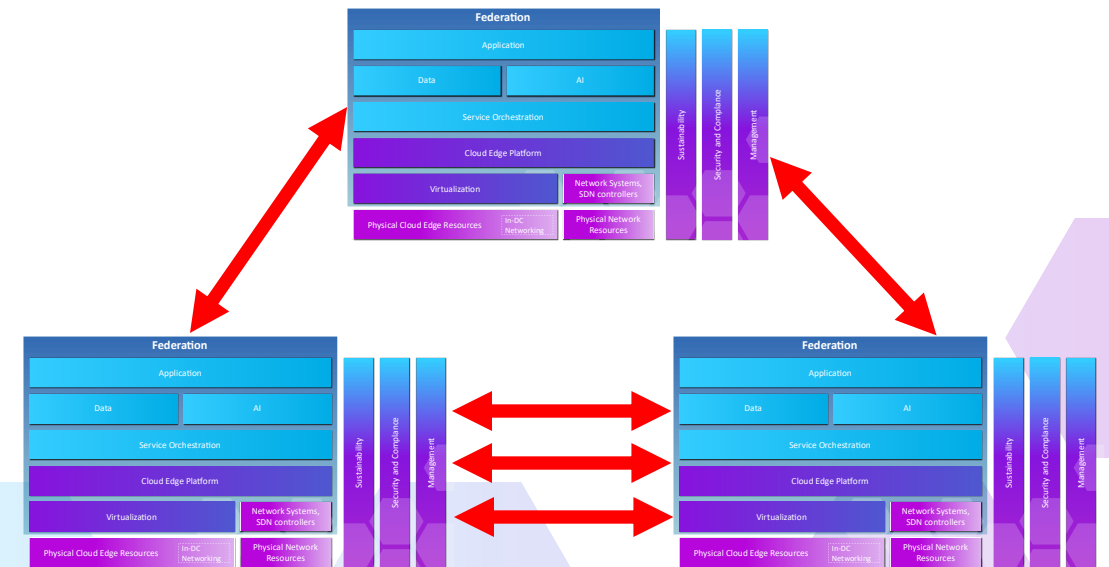 Federation
Application
Data
AI
Service Orchestration
Cloud Edge Platform
Virtualization
Network Systems,
SDN controllers
Physical Cloud Edge Resources
In-DC
Networking
Physical Network
Resources
Sustainability
Security and Complance
Management
Federation
Application
Data
AI
Service Orchestration
Cloud Edge Platform
Virtualization
Network Systems,
SDN controllers
Physical Cloud Edge Resources
In-DC
Networking
Physical Network
Resources
Sustainability
Security and Complance
Management
Federation
Application
Data
AI
Service Orchestration
Cloud Edge Platform
Virtualization
Network Systems,
SDN controllers
Physical Cloud Edge Resources
In-DC
Networking
Physical Network
Resources
Sustainability
Security and Complance
Management